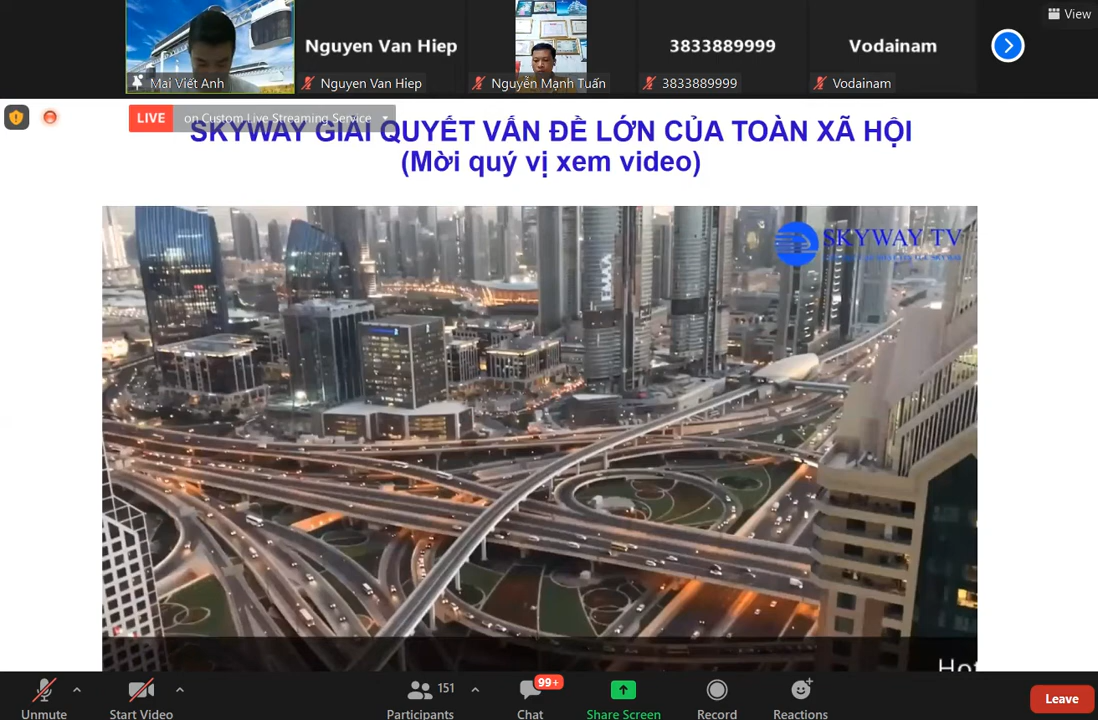 View
Nguyen Van Hiep
3833889999
Vodainam
Mai Viết Anh
Nguyen Van Hiep
Nguyễn Mạnh Tuấn
3833889999
Vodainam
LIVE
on Custom Live Streaming Service
SKYWAY GIẢI QUYẾT VẤN ĐỀ LỚN CỦA TOÀN XÃ HỘI
(Mời quý vị xem video)
SKYWAY TV
Hot
151
99+
Unmute
Start Video
Participants
Chat
Share Screen
Record
Reactions
Leave